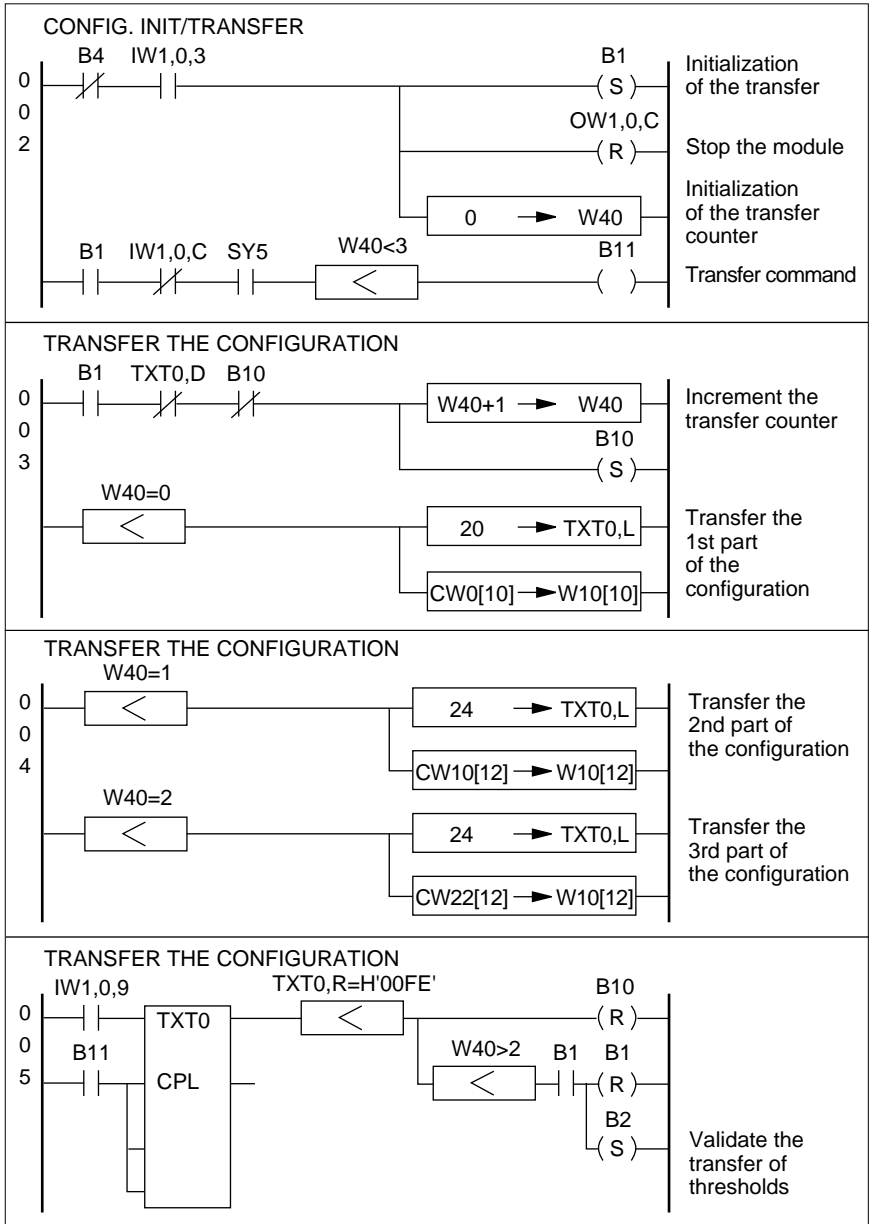 CONFIG. INIT/TRANSFER
B4 IW1,0,3 B1
0
0
2
( S )
Initialization
of the transfer
OW1,0,C
( R )
Stop the module
Initialization
of the transfer
counter
0 → W40
B1 IW1,0,C SY5 W40<3 B11
<
( )
Transfer command
TRANSFER THE CONFIGURATION
B1 TXT0,D B10
0
0
3
W40+1 → W40
Increment the
transfer counter
B10
( S )
W40=0
<
20 → TXT0,L
CW0[10] → W10[10]
Transfer the
1st part
of the
configuration
TRANSFER THE CONFIGURATION
W40=1
0
0
4
<
24 → TXT0,L
CW10[12] → W10[12]
Transfer the
2nd part of
the configuration
W40=2
<
24 → TXT0,L
CW22[12] → W10[12]
Transfer the
3rd part of
the configuration
TRANSFER THE CONFIGURATION
IW1,0,9 TXT0,R=H'00FE' B10
0
0
5
TXT0
<
( R )
B11
CPL
W40>2 B1 B1
<
( R )
B2
( S )
Validate the
transfer of
thresholds